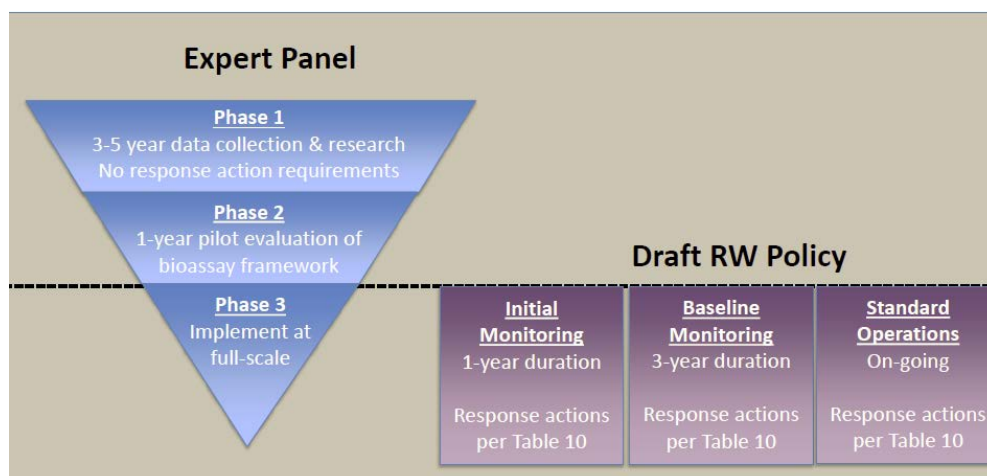 Expert Panel
Phase 1
3-5 year data collection & research
No response action requirements
Phase 2
1-year pilot evaluation of
bioassay framework
Phase 3
Implement at
full-scale
Draft RW Policy
Initial
Monitoring
1-year duration
Response actions
per Table 10
Baseline
Monitoring
3-year duration
Response actions
per Table 10
Standard
Operations
On-going
Response actions
per Table 10